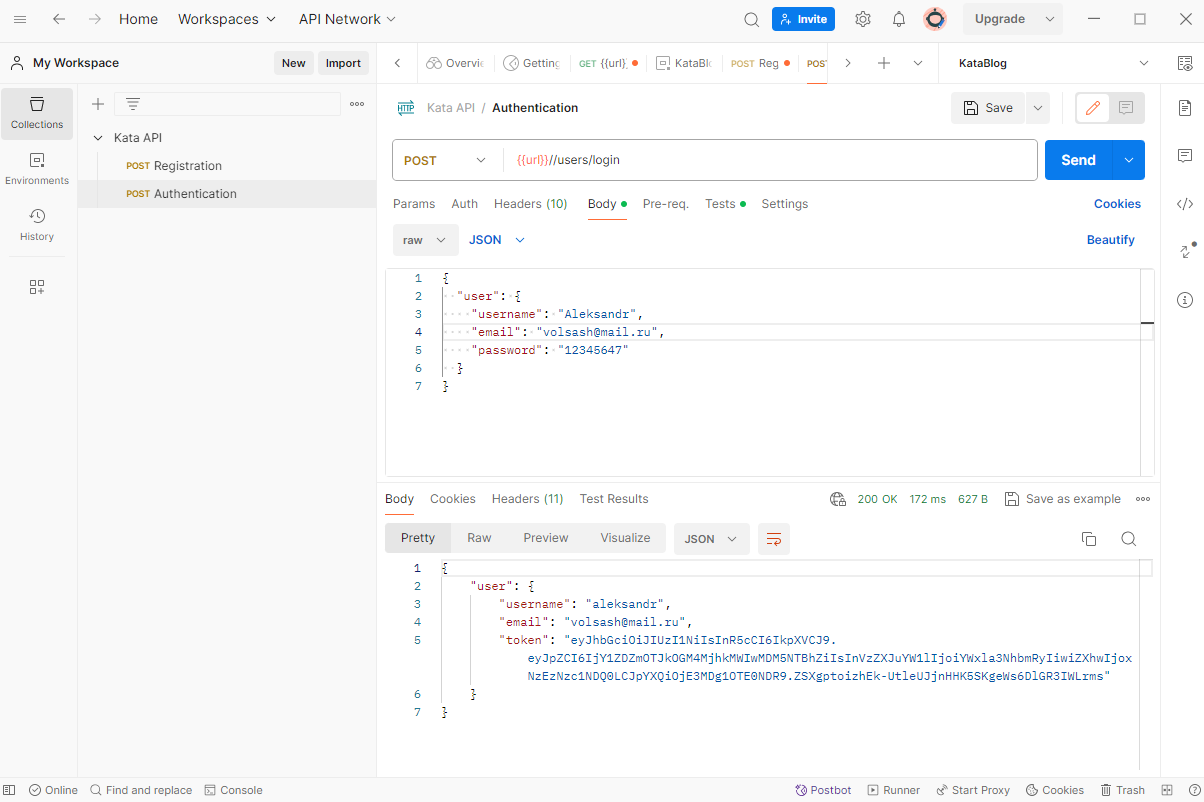 Home Workspaces API Network Invite Upgrade
My Workspace New Import Overvie Getting GET {{url} KataBl POST Reg POST KataBlog
Collections
Environments
History
Kata API
POST Registration
POST Authentication
HTTP Kata API / Authentication Save
POST {{url}}//users/login Send
Params Auth Headers (10) Body Pre-req. Tests Settings Cookies
raw JSON Beautify
1 {
2 "user": {
3 "username": "Aleksandr",
4 "email": "volsash@mail.ru",
5 "password": "12345647"
6 }
7 }
Body Cookies Headers (11) Test Results 200 OK 172 ms 627 B Save as example
Pretty Raw Preview Visualize JSON
1 {
2 "user": {
3 "username": "aleksandr",
4 "email": "volsash@mail.ru",
5 "token": "eyJhbGciOiJIUzI1NiIsInR5cCI6IkpXVCJ9.
eyJpZCI6IjY1ZDZmOTJkOGM4MjhkMWIwMDM5NTBhZiIsInVzZXJuYW1lIjoiYWxla3NhbmRyIiwiZXhwIjox
NzEzNzc1NDQ0LCJpYXQiOjE3MDg1OTE0NDR9.ZSXgptoizhEk-UtleUJjnHHK5SKgeWs6DlGR3IWLrms"
6 }
7 }
Online Find and replace Console Postbot Runner Start Proxy Cookies Trash